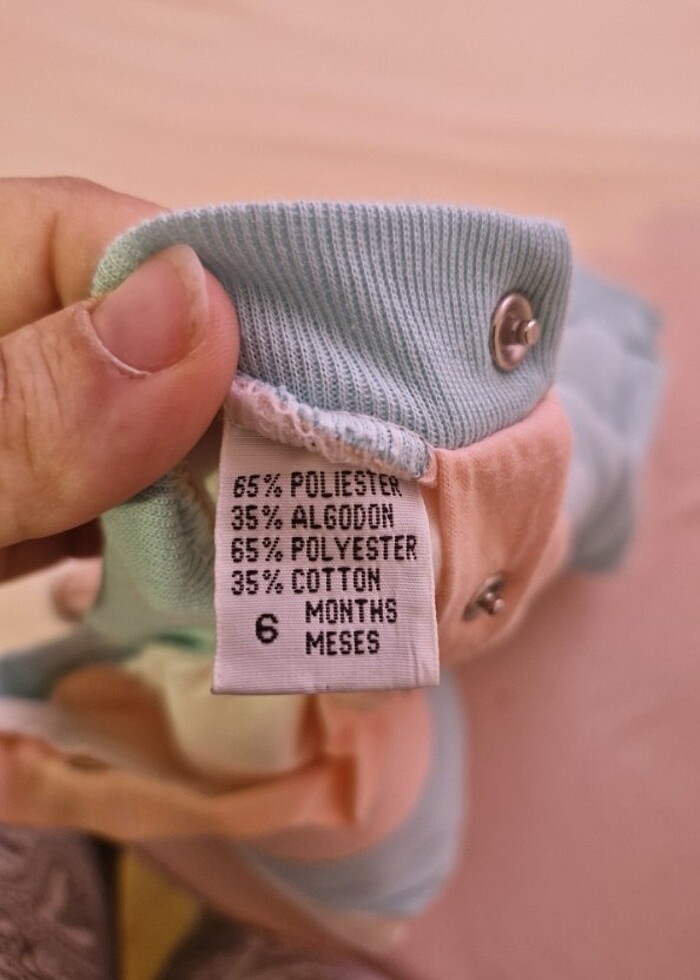 65% POLIESTER
35% ALGODON
65% POLYESTER
35% COTTON
6 MONTHS
MESES